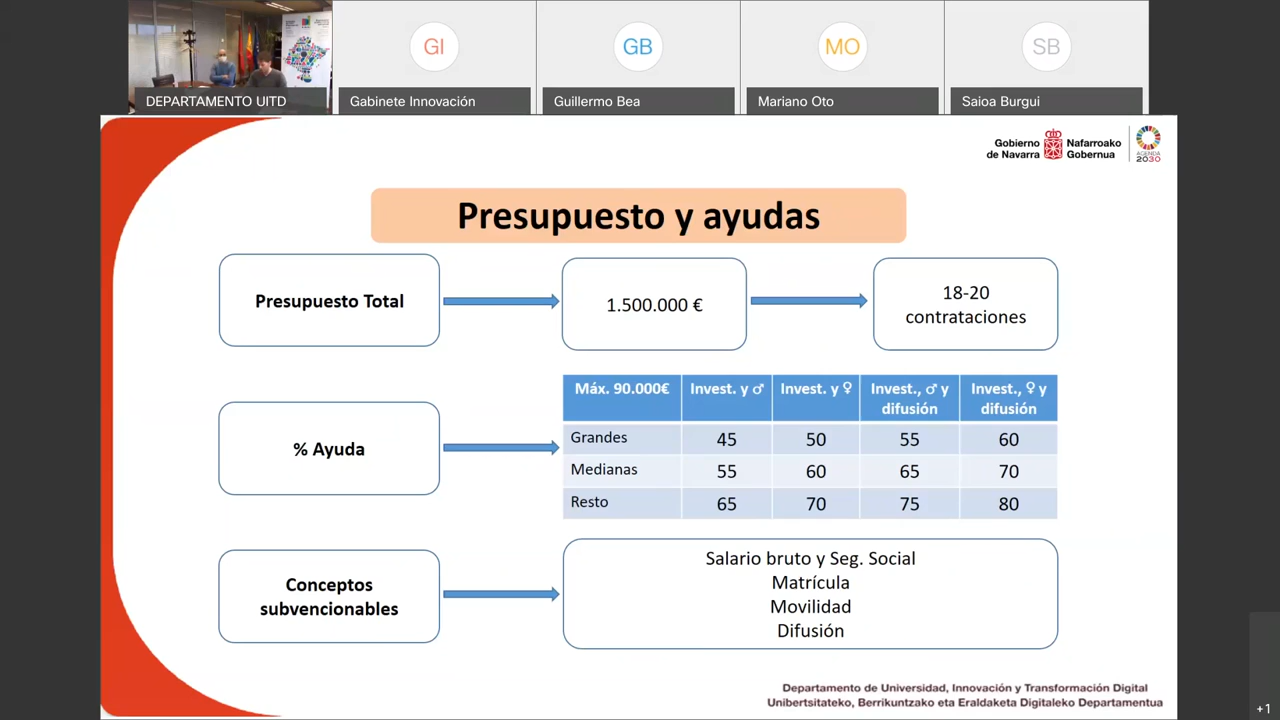 GI
GB
MO
SB
DEPARTAMENTO UITD
Gabinete Innovación
Guillermo Bea
Mariano Oto
Saioa Burgui
Gobierno de Navarra
Nafarroako Gobernua
AGENDA 2030
Presupuesto y ayudas
Presupuesto Total
1.500.000 €
18-20
contrataciones
% Ayuda
Máx. 90.000€ Invest. y ♂ Invest. y ♀ Invest., ♂ y difusión Invest., ♀ y difusión
Grandes 45 50 55 60
Medianas 55 60 65 70
Resto 65 70 75 80
Conceptos
subvencionables
Salario bruto y Seg. Social
Matrícula
Movilidad
Difusión
Departamento de Universidad, Innovación y Transformación Digital
Unibertsitateko, Berrikuntzako eta Eraldaketa Digitaleko Departamentua
+1